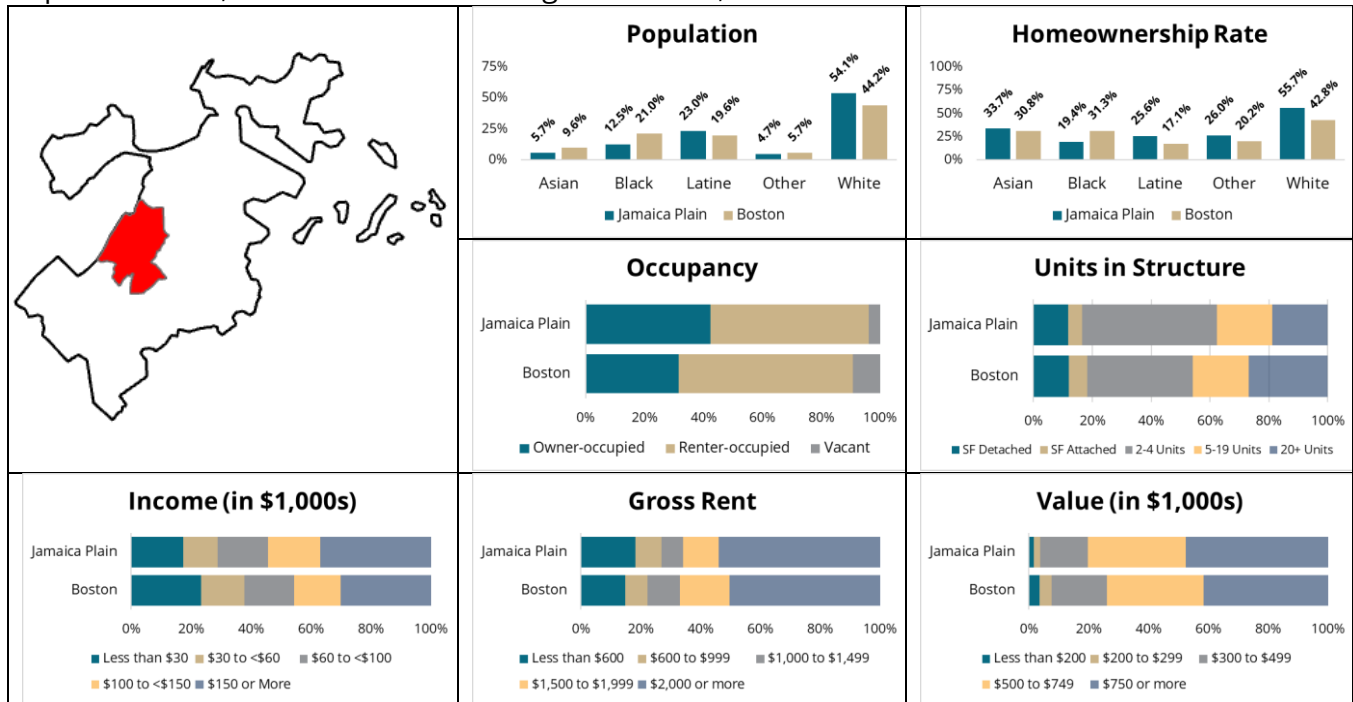 Population
75%
50%
25%
0%
5.7% 9.6% 12.5% 21.0% 23.0% 19.6% 4.7% 5.7% 54.1% 44.2%
Asian Black Latine Other White
Jamaica Plain Boston
Homeownership Rate
100%
75%
50%
25%
0%
33.7% 30.8% 19.4% 31.3% 25.6% 17.1% 26.0% 20.2% 55.7% 42.8%
Asian Black Latine Other White
Jamaica Plain Boston
Occupancy
Jamaica Plain
Boston
0% 20% 40% 60% 80% 100%
Owner-occupied Renter-occupied Vacant
Units in Structure
Jamaica Plain
Boston
0% 20% 40% 60% 80% 100%
SF Detached SF Attached 2-4 Units 5-19 Units 20+ Units
Income (in $1,000s)
Jamaica Plain
Boston
0% 20% 40% 60% 80% 100%
Less than $30 $30 to <$60 $60 to <$100
$100 to <$150 $150 or More
Gross Rent
Jamaica Plain
Boston
0% 20% 40% 60% 80% 100%
Less than $600 $600 to $999 $1,000 to $1,499
$1,500 to $1,999 $2,000 or more
Value (in $1,000s)
Jamaica Plain
Boston
0% 20% 40% 60% 80% 100%
Less than $200 $200 to $299 $300 to $499
$500 to $749 $750 or more